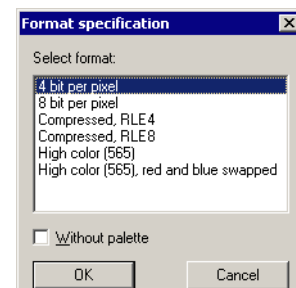 Format specification
Select format:
4 bit per pixel
8 bit per pixel
Compressed, RLE4
Compressed, RLE8
High color (565)
High color (565), red and blue swapped
Without palette
OK
Cancel